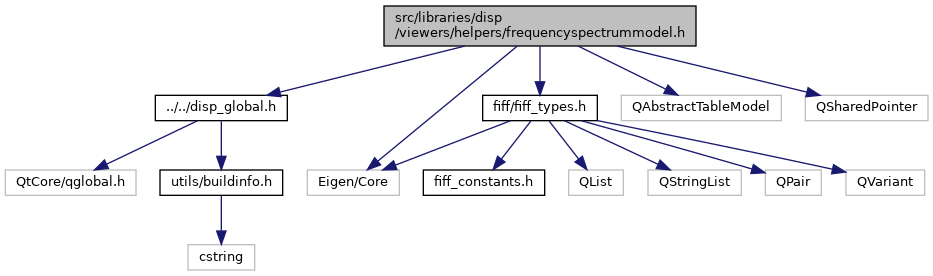 src/libraries/disp
/viewers/helpers/frequencyspectrummodel.h
../../disp_global.h
fiff/fiff_types.h
QAbstractTableModel
QSharedPointer
QtCore/qglobal.h
utils/buildinfo.h
Eigen/Core
fiff_constants.h
QList
QStringList
QPair
QVariant
cstring